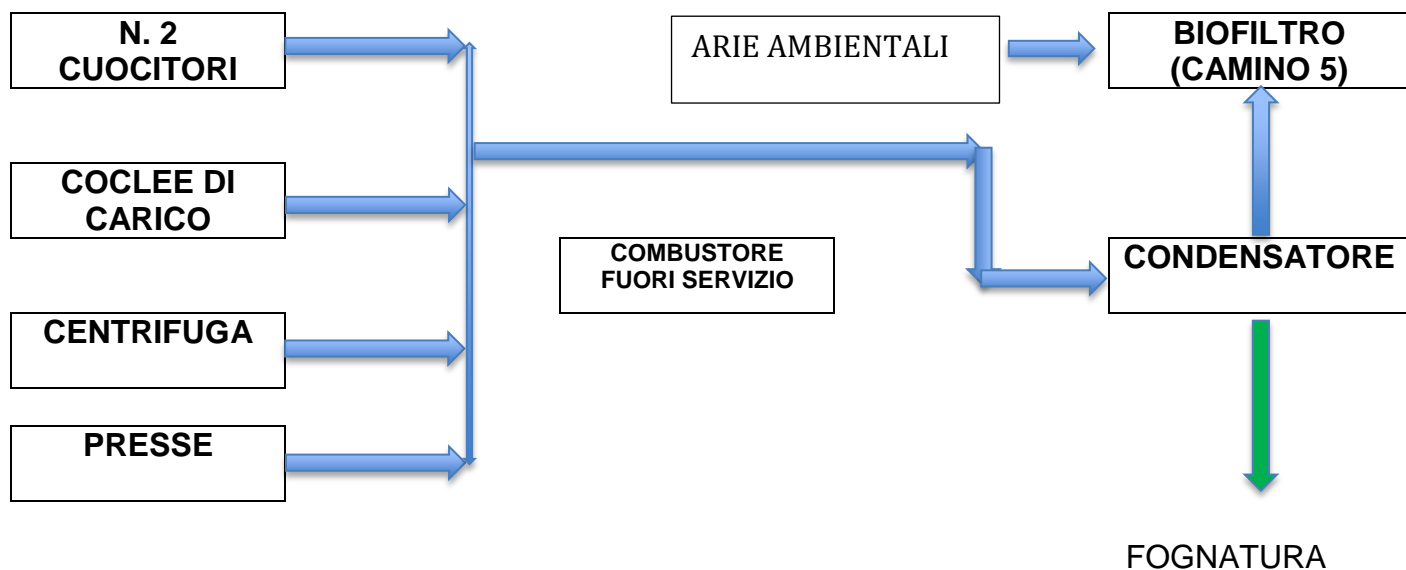 N. 2
CUOCITORI
ARIE AMBIENTALI
BIOFILTRO
(CAMINO 5)
COCLEE DI
CARICO
COMBUSTORE
FUORI SERVIZIO
CONDENSATORE
CENTRIFUGA
PRESSE
FOGNATURA